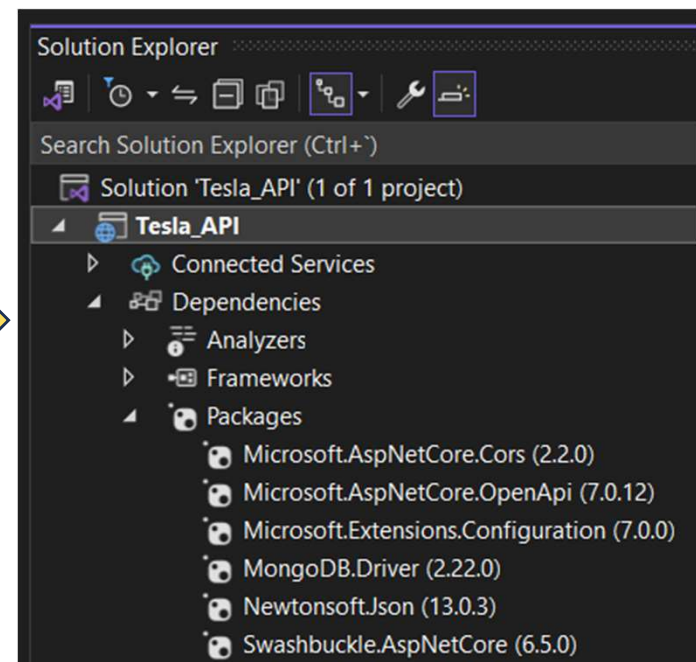 Solution Explorer
Search Solution Explorer (Ctrl+`)
Solution 'Tesla_API' (1 of 1 project)
Tesla_API
Connected Services
Dependencies
Analyzers
Frameworks
Packages
Microsoft.AspNetCore.Cors (2.2.0)
Microsoft.AspNetCore.OpenApi (7.0.12)
Microsoft.Extensions.Configuration (7.0.0)
MongoDB.Driver (2.22.0)
Newtonsoft.Json (13.0.3)
Swashbuckle.AspNetCore (6.5.0)